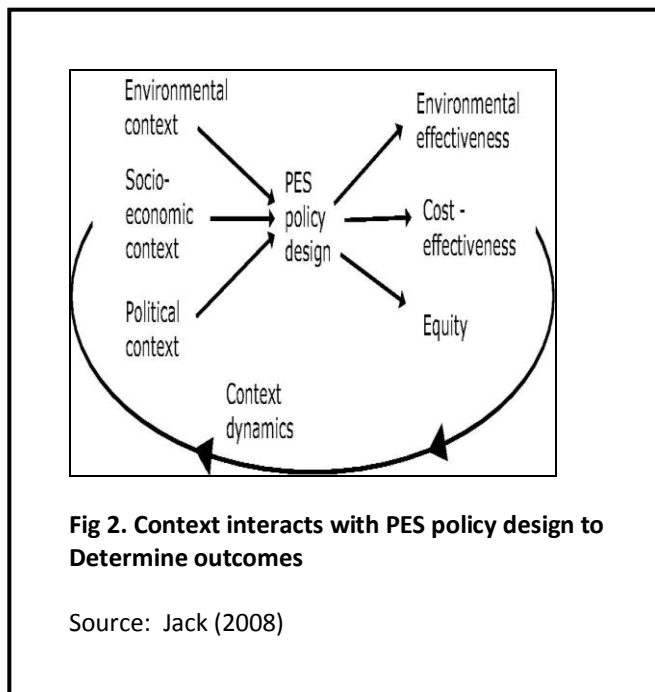 Environmental
context
Socio-
economic
context
Political
context
PES
policy
design
Environmental
effectiveness
Cost -
effectiveness
Equity
Context
dynamics
Fig 2. Context interacts with PES policy design to
Determine outcomes
Source: Jack (2008)